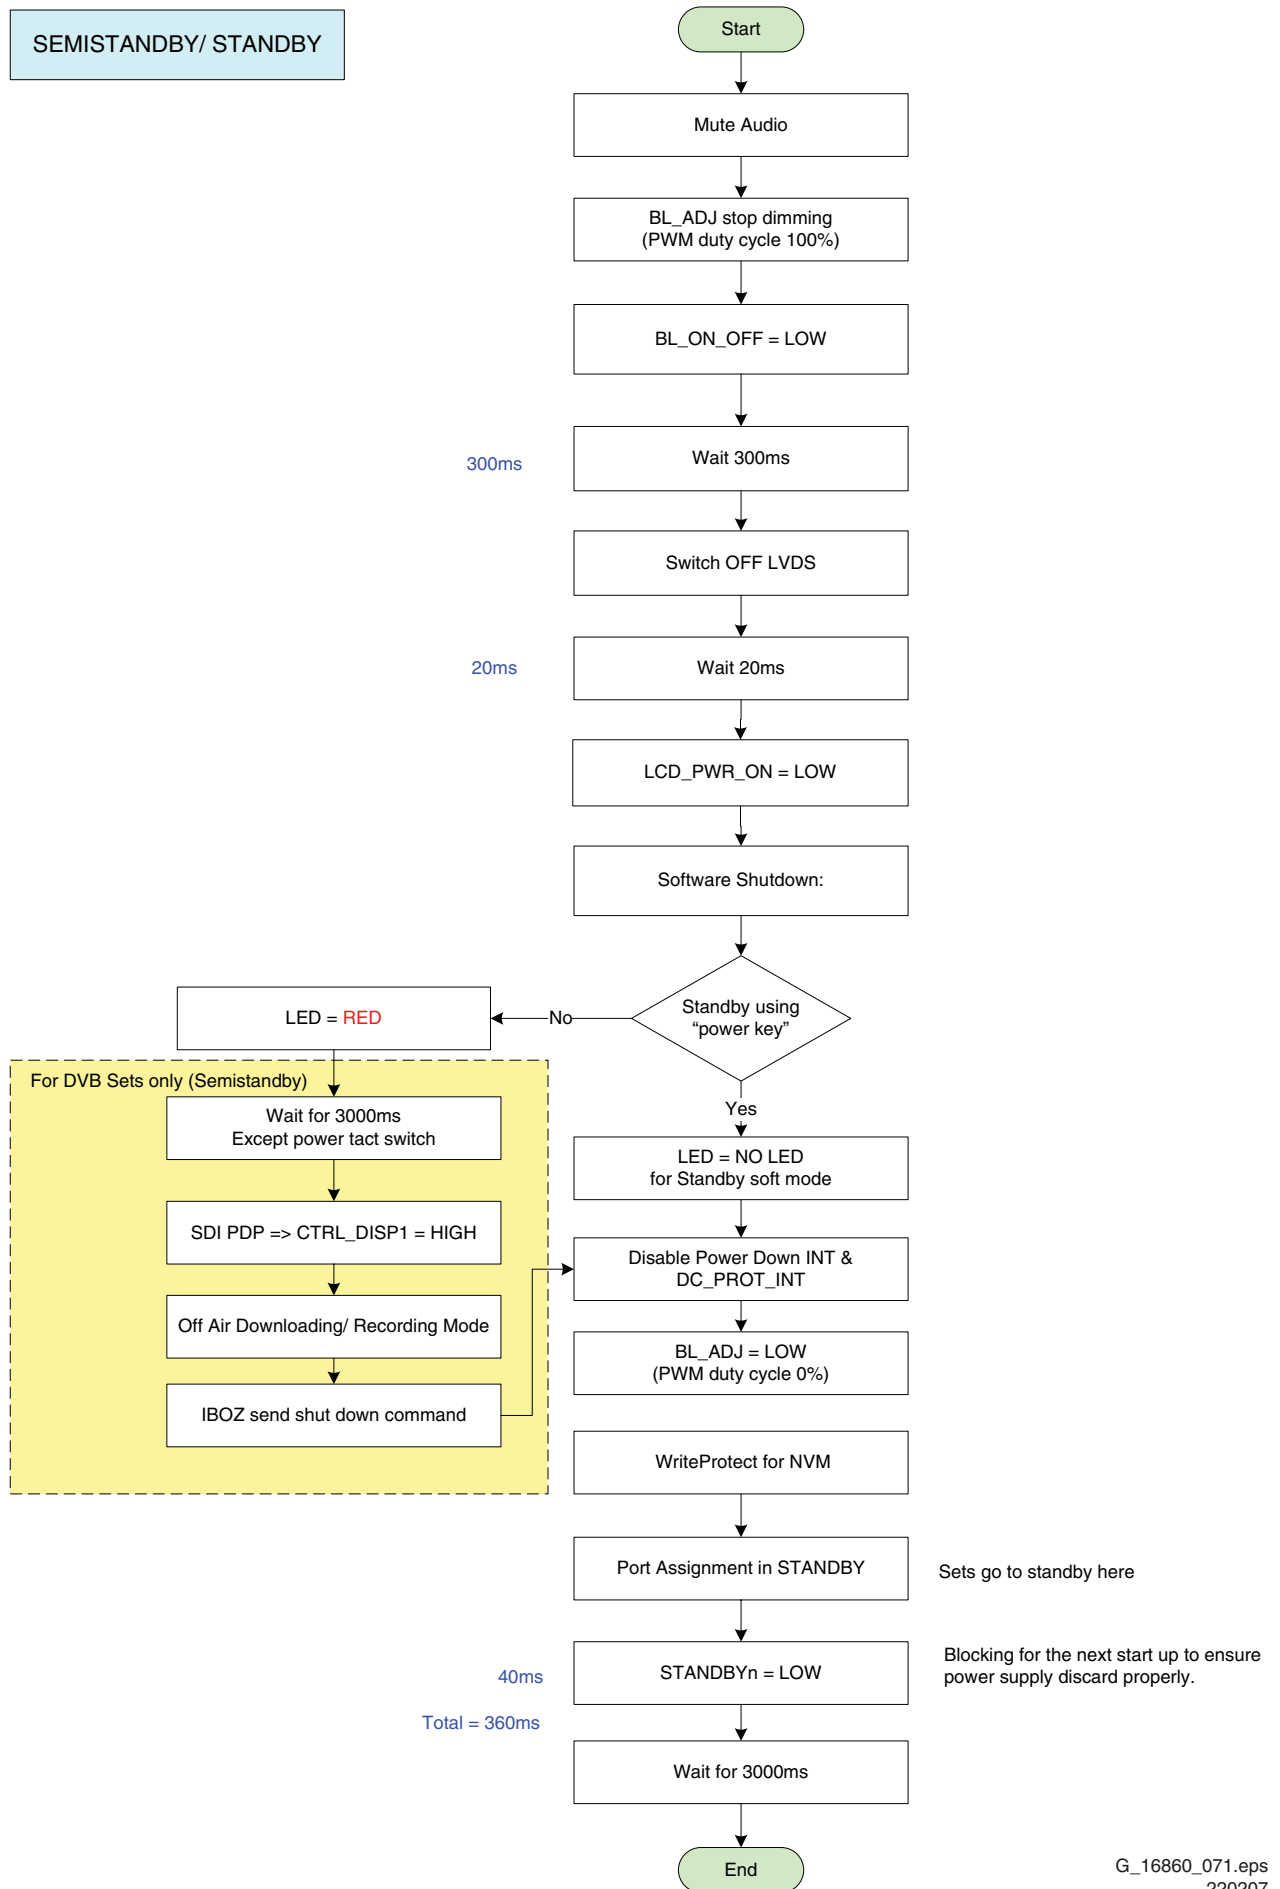 SEMISTANDBY/ STANDBY
Start
Mute Audio
BL_ADJ stop dimming
(PWM duty cycle 100%)
BL_ON_OFF = LOW
300ms
Wait 300ms
Switch OFF LVDS
20ms
Wait 20ms
LCD_PWR_ON = LOW
Software Shutdown:
Standby using
“power key”
No
LED = RED
For DVB Sets only (Semistandby)
Wait for 3000ms
Except power tact switch
SDI PDP => CTRL_DISP1 = HIGH
Off Air Downloading/ Recording Mode
IBOZ send shut down command
Yes
LED = NO LED
for Standby soft mode
Disable Power Down INT &
DC_PROT_INT
BL_ADJ = LOW
(PWM duty cycle 0%)
WriteProtect for NVM
Port Assignment in STANDBY
Sets go to standby here
40ms
STANDBYn = LOW
Blocking for the next start up to ensure
power supply discard properly.
Total = 360ms
Wait for 3000ms
End
G_16860_071.eps
220207